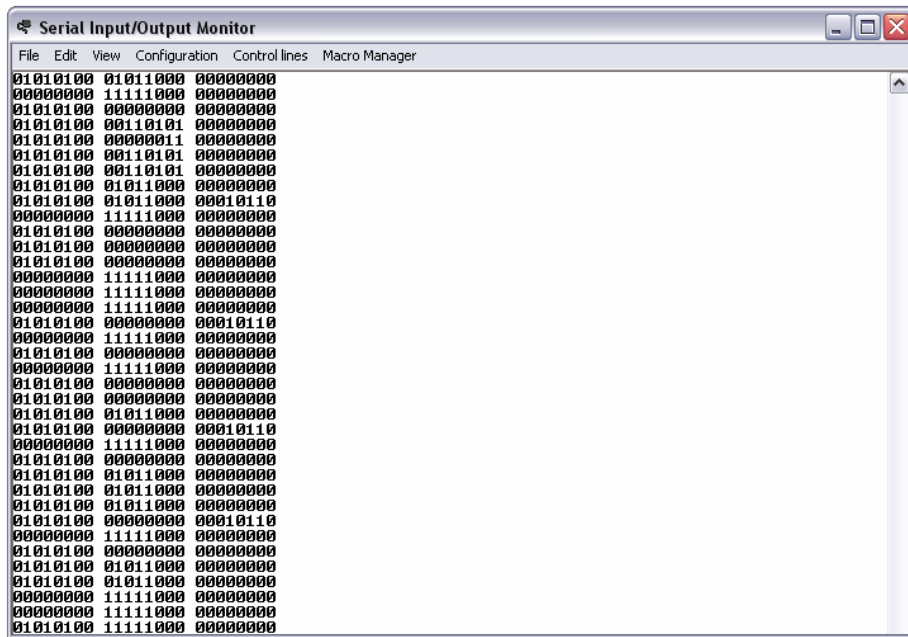 Serial Input/Output Monitor
File Edit View Configuration Control lines Macro Manager
01010100 01011000 00000000
00000000 11111000 00000000
01010100 00000000 00000000
01010100 00110101 00000000
01010100 00000011 00000000
01010100 00110101 00000000
01010100 00110101 00000000
01010100 01011000 00000000
01010100 01011000 00010110
00000000 11111000 00000000
01010100 00000000 00000000
01010100 00000000 00000000
01010100 00000000 00000000
00000000 11111000 00000000
00000000 11111000 00000000
00000000 11111000 00000000
01010100 00000000 00010110
00000000 11111000 00000000
01010100 00000000 00000000
00000000 11111000 00000000
01010100 00000000 00000000
01010100 00000000 00000000
01010100 01011000 00000000
01010100 00000000 00010110
00000000 11111000 00000000
01010100 00000000 00000000
01010100 01011000 00000000
01010100 01011000 00000000
01010100 01011000 00000000
01010100 00000000 00010110
00000000 11111000 00000000
01010100 00000000 00000000
01010100 01011000 00000000
01010100 01011000 00000000
00000000 11111000 00000000
00000000 11111000 00000000
01010100 11111000 00000000